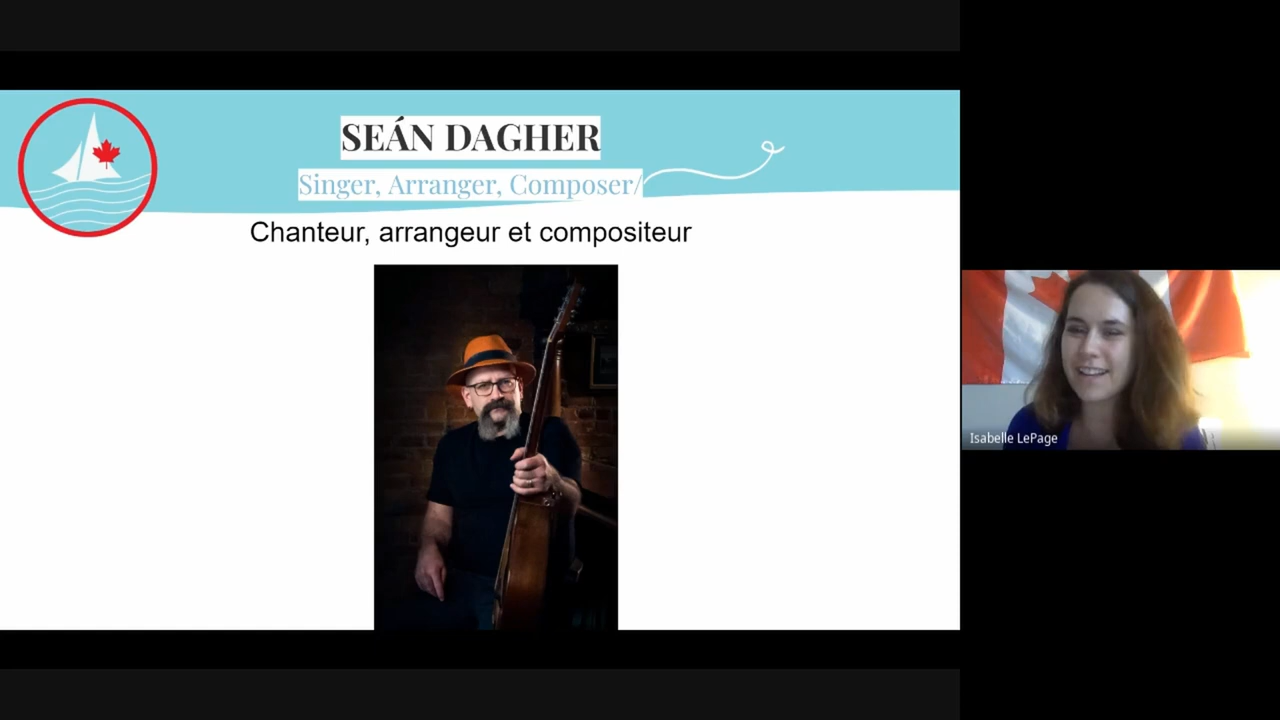 SEÁN DAGHER
Singer, Arranger, Composer/
Chanteur, arrangeur et compositeur
Isabelle LePage